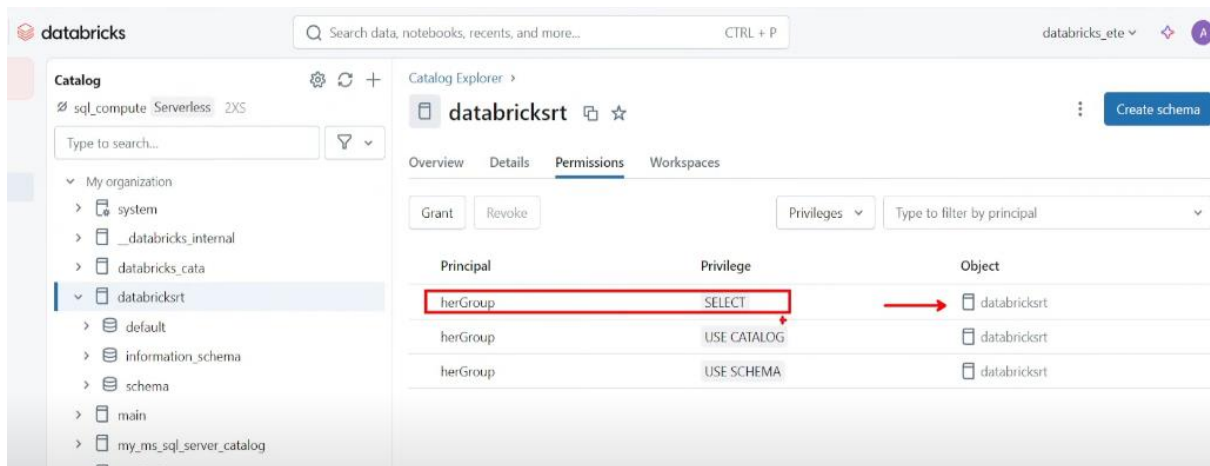 databricks
Search data, notebooks, recents, and more... CTRL + P
databricks_ete
A
Catalog
sql_compute Serverless 2XS
Type to search...
My organization
system
__databricks_internal
databricks_cata
databricksrt
default
information_schema
schema
main
my_ms_sql_server_catalog
Catalog Explorer >
databricksrt
Create schema
Overview Details Permissions Workspaces
Grant Revoke Privileges Type to filter by principal
Principal Privilege Object
herGroup SELECT databricksrt
herGroup USE CATALOG databricksrt
herGroup USE SCHEMA databricksrt